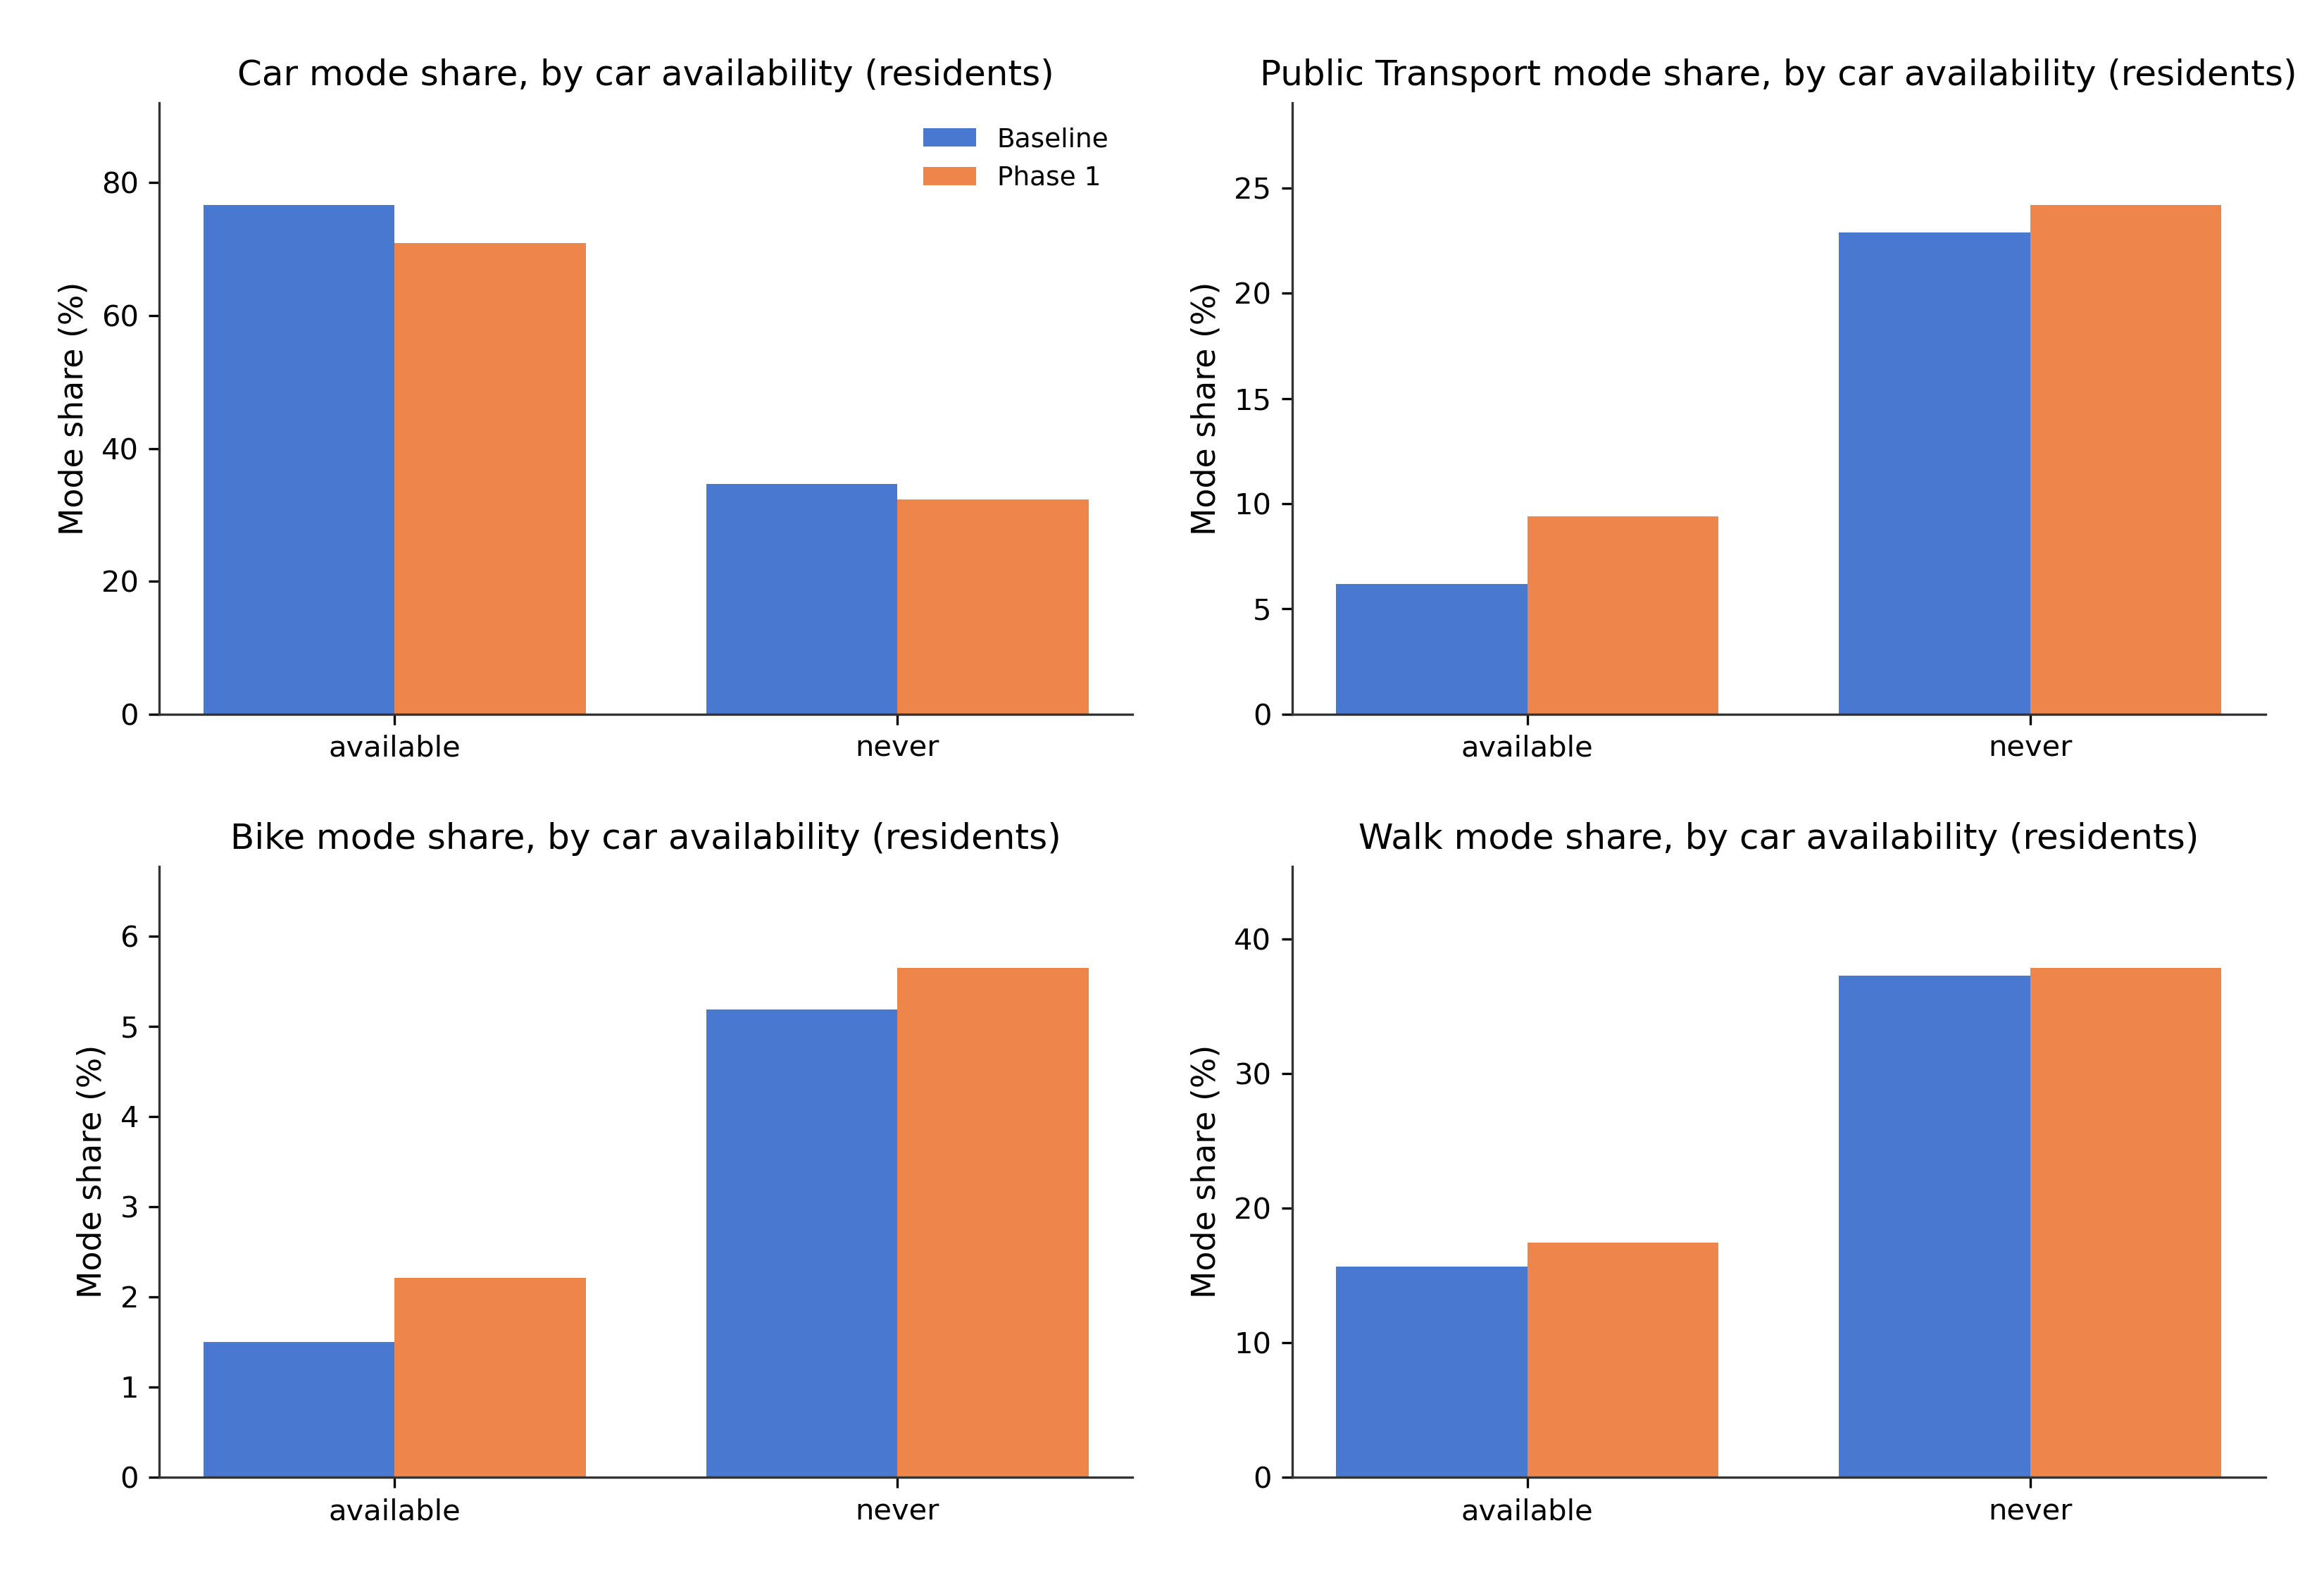 Car mode share, by car availability (residents)
Mode share (%)
80
60
40
20
0
available
never
Baseline
Phase 1
Public Transport mode share, by car availability (residents)
Mode share (%)
25
20
15
10
5
0
available
never
Bike mode share, by car availability (residents)
Mode share (%)
6
5
4
3
2
1
0
available
never
Walk mode share, by car availability (residents)
Mode share (%)
40
30
20
10
0
available
never